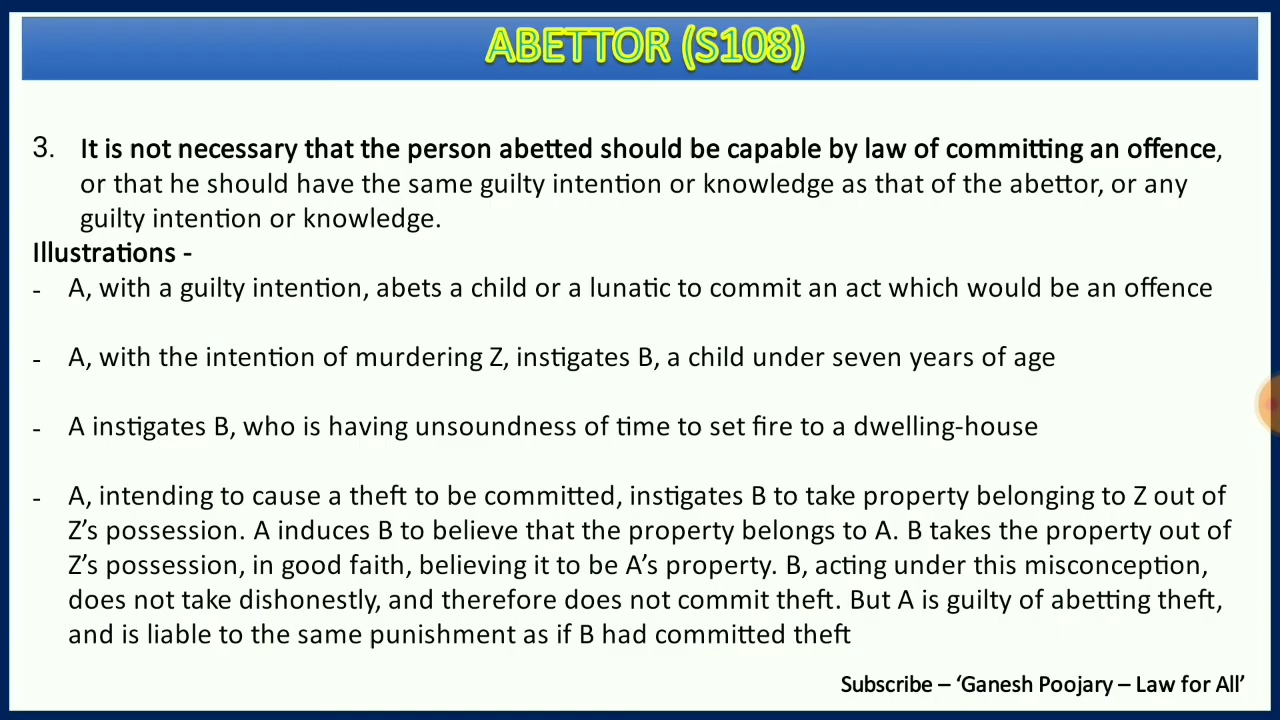 ABETTOR (S108)
3. It is not necessary that the person abetted should be capable by law of committing an offence,
or that he should have the same guilty intention or knowledge as that of the abettor, or any
guilty intention or knowledge.
Illustrations -
- A, with a guilty intention, abets a child or a lunatic to commit an act which would be an offence
- A, with the intention of murdering Z, instigates B, a child under seven years of age
- A instigates B, who is having unsoundness of time to set fire to a dwelling-house
- A, intending to cause a theft to be committed, instigates B to take property belonging to Z out of
Z’s possession. A induces B to believe that the property belongs to A. B takes the property out of
Z’s possession, in good faith, believing it to be A’s property. B, acting under this misconception,
does not take dishonestly, and therefore does not commit theft. But A is guilty of abetting theft,
and is liable to the same punishment as if B had committed theft
Subscribe – ‘Ganesh Poojary – Law for All’